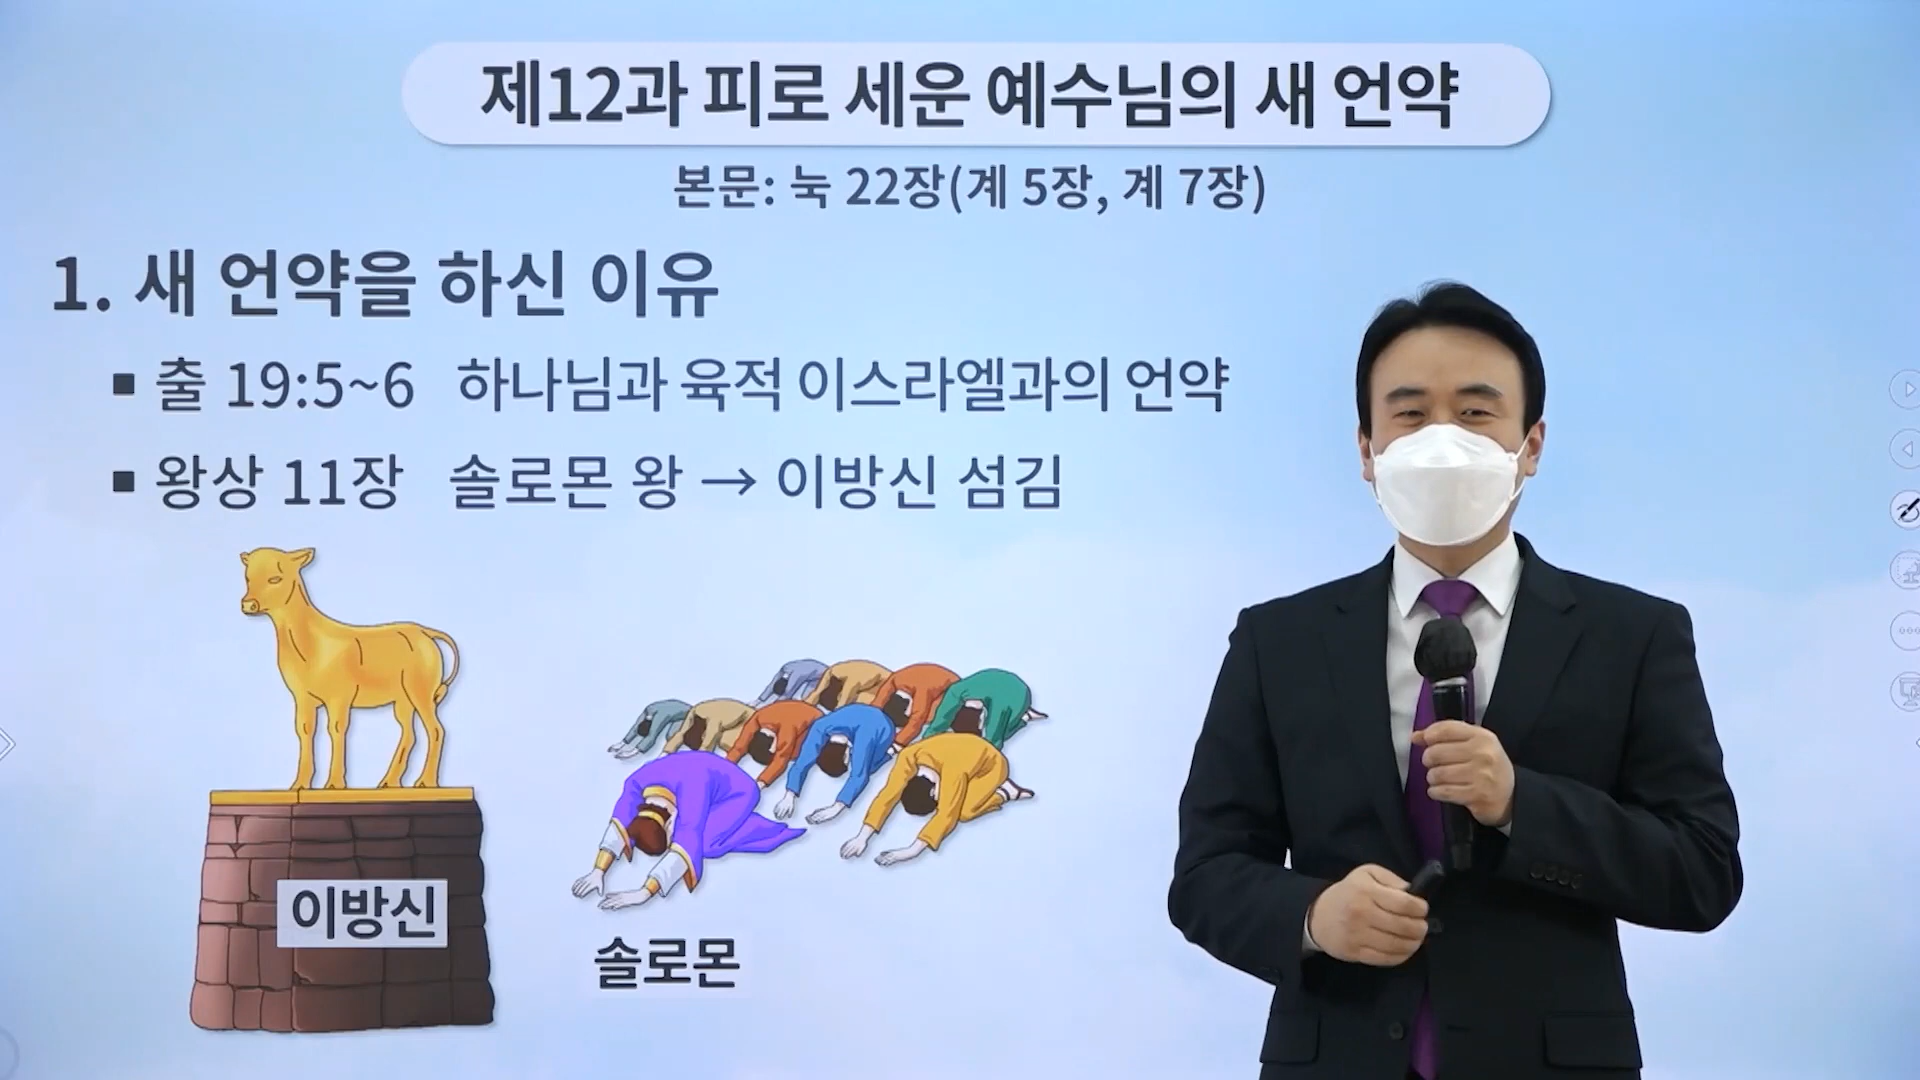 제12과 피로 세운 예수님의 새 언약
본문: 눅 22장(계 5장, 계 7장)
1. 새 언약을 하신 이유
▪ 출 19:5~6 하나님과 육적 이스라엘과의 언약
▪ 왕상 11장 솔로몬 왕 → 이방신 섬김
이방신
솔로몬